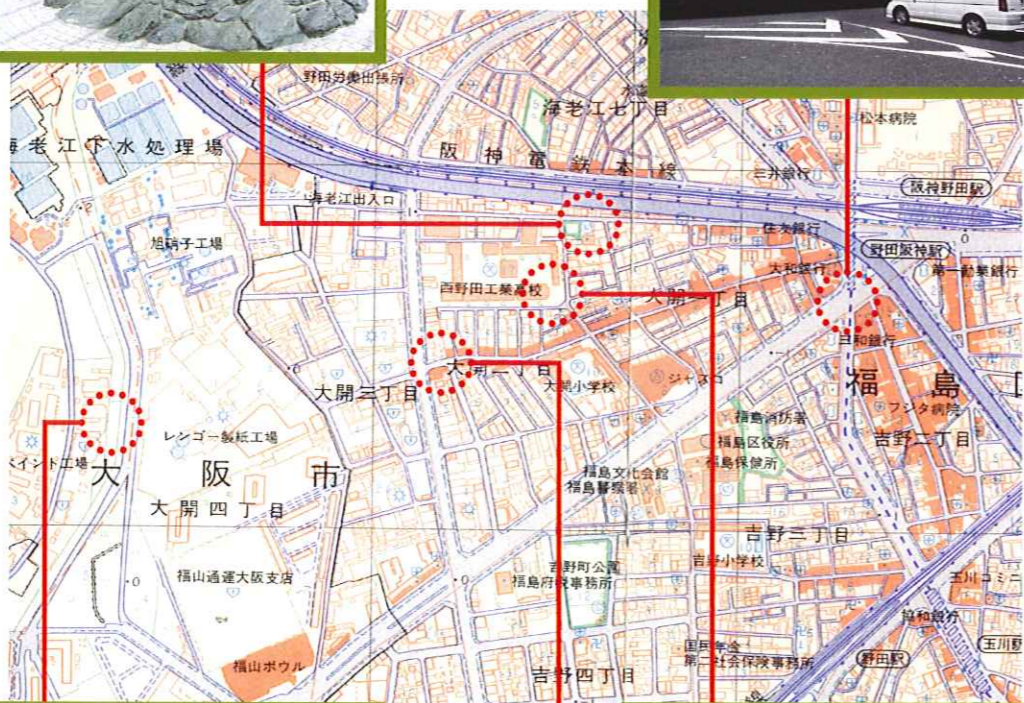 野田労働出張所
海老江七丁目
松本病院
海老江下水処理場
阪神電鉄本線
三井銀行
阪神野田駅
海老江出入口
住友銀行
旭硝子工場
野田阪神駅
大和銀行
第一勧業銀行
西野田工業高校
大開一丁目
三和銀行
大開二丁目
大開三丁目
大開小学校
ジャスコ
福島区
フジタ病院
福島消防署
吉野二丁目
レンゴー製紙工場
福島区役所
ペイント工場
大阪市
福島保健所
福島文化会館
福島警察署
大開四丁目
吉野三丁目
吉野町公園
吉野小学校
福山通運大阪支店
福島府税事務所
玉川コミニ
協和銀行
国民年金
玉川駅
福山ボウル
第二社会保険事務所
野田駅
吉野四丁目